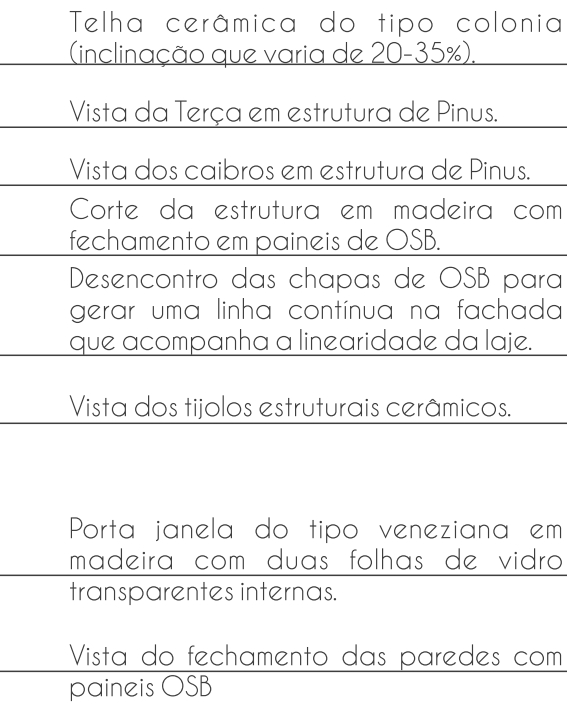 Telha cerâmica do tipo colonia
(inclinação que varia de 20-35%).
Vista da Terça em estrutura de Pinus.
Vista dos caibros em estrutura de Pinus.
Corte da estrutura em madeira com
fechamento em paineis de OSB.
Desencontro das chapas de OSB para
gerar uma linha contínua na fachada
que acompanha a linearidade da laje.
Vista dos tijolos estruturais cerâmicos.
Porta janela do tipo veneziana em
madeira com duas folhas de vidro
transparentes internas.
Vista do fechamento das paredes com
paineis OSB